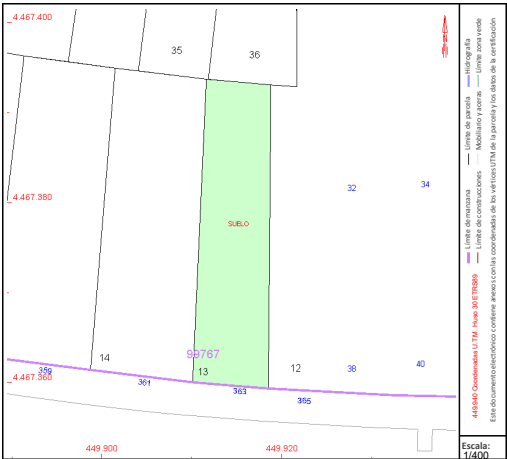 4.467.400
35
36
4.467.380
32
34
SUELO
99767
14
13
12
38
40
4.467.360
359
361
363
365
449.900
449.920
Hidrografía
Límite zona verde
Límite de parcela
Mobiliario y aceras
Límite de manzana
Límite de construcciones
449.940 Coordenadas U.T.M. Huso 30 ETRS89
Este documento electrónico contiene anexos con las coordenadas de los vértices UTM de la parcela y los datos de la certificación
Escala:
1/400